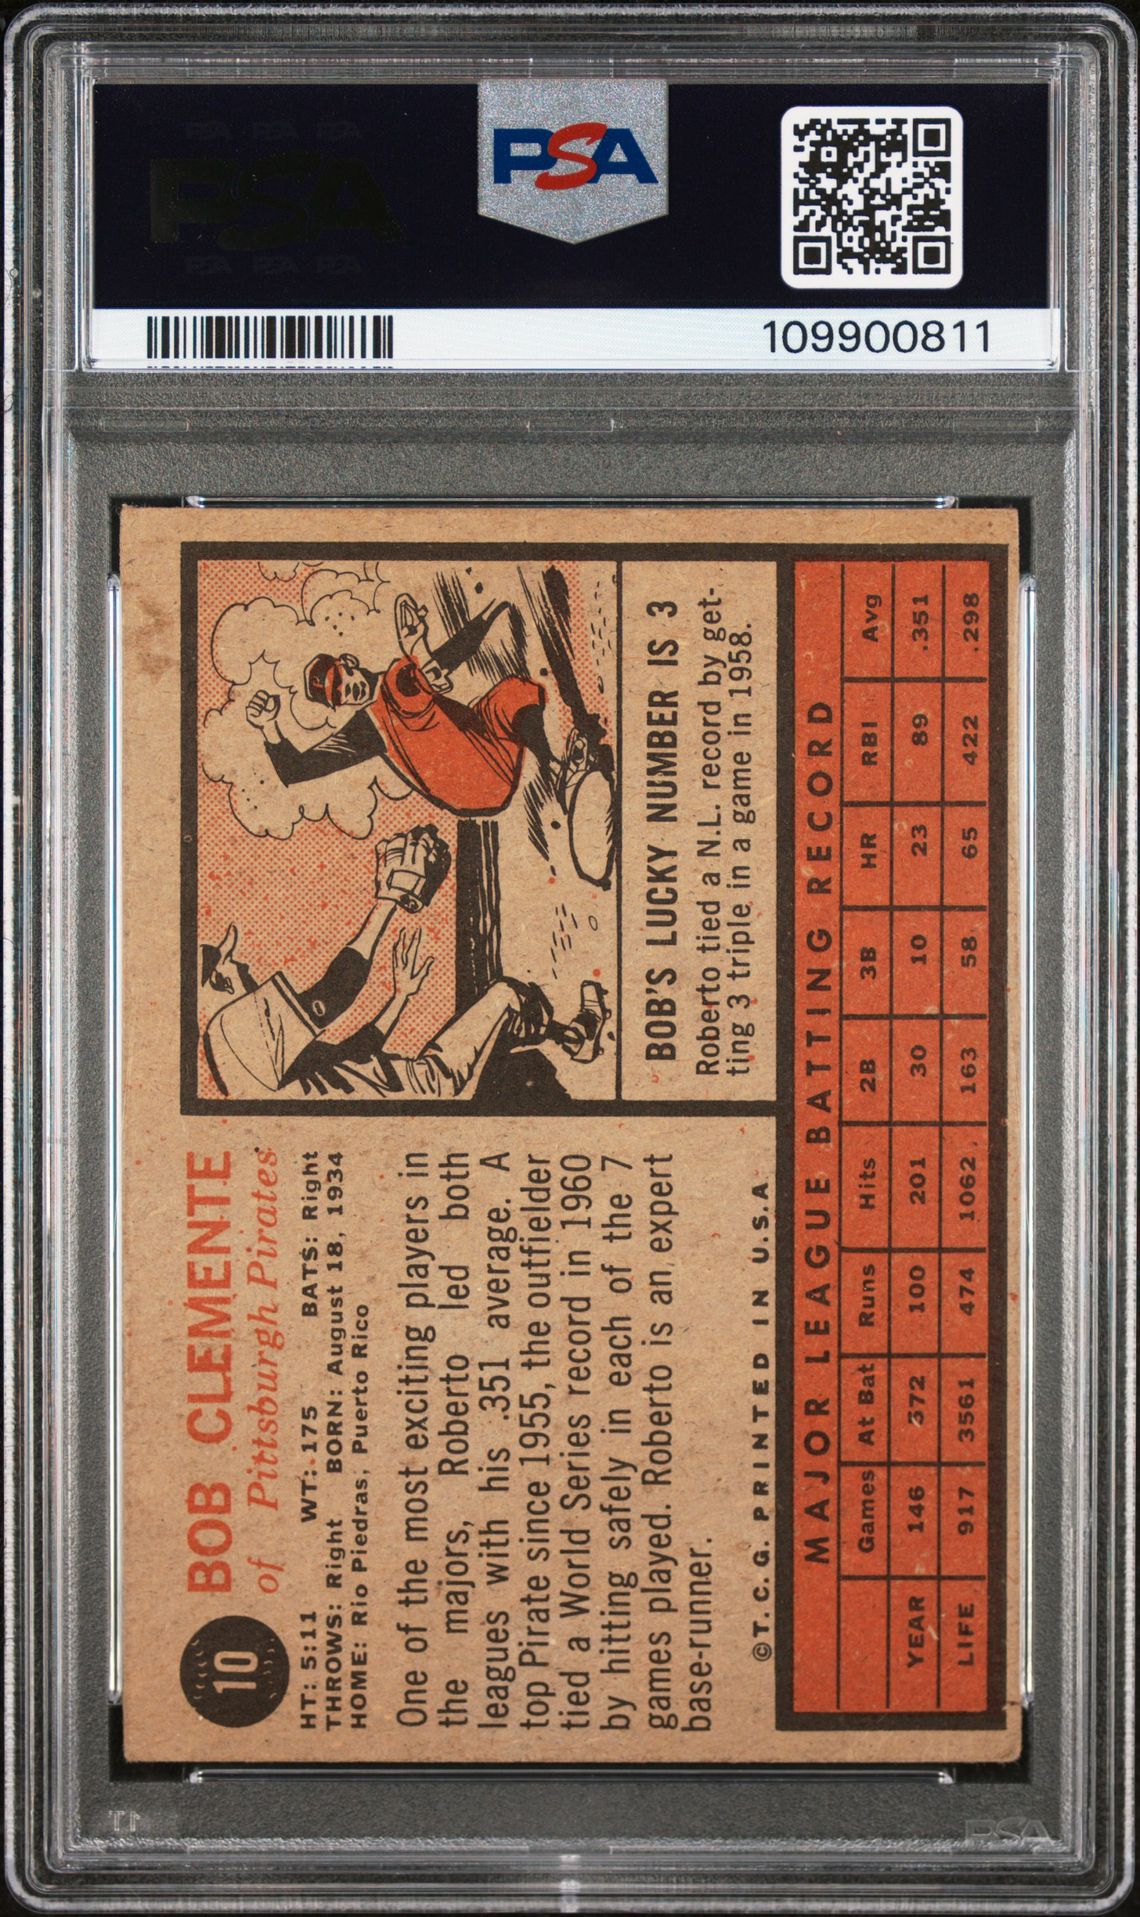 PSA
109900811
10
BOB CLEMENTE
of Pittsburgh Pirates
HT: 5:11 WT: 175 BATS: Right
THROWS: Right BORN: August 18, 1934
HOME: Rio Piedras, Puerto Rico
One of the most exciting players in
the majors, Roberto led both
leagues with his .351 average. A
top Pirate since 1955, the outfielder
tied a World Series record in 1960
by hitting safely in each of the 7
games played. Roberto is an expert
base-runner.
©T.C.G. PRINTED IN U.S.A.
BOB'S LUCKY NUMBER IS 3
Roberto tied a N.L. record by get-
ting 3 triple in a game in 1958.
MAJOR LEAGUE BATTING RECORD
Games At Bat Runs Hits 2B 3B HR RBI Avg
YEAR 146 372 100 201 30 10 23 89 .351
LIFE 917 3561 474 1062 163 58 65 422 .298
PSA